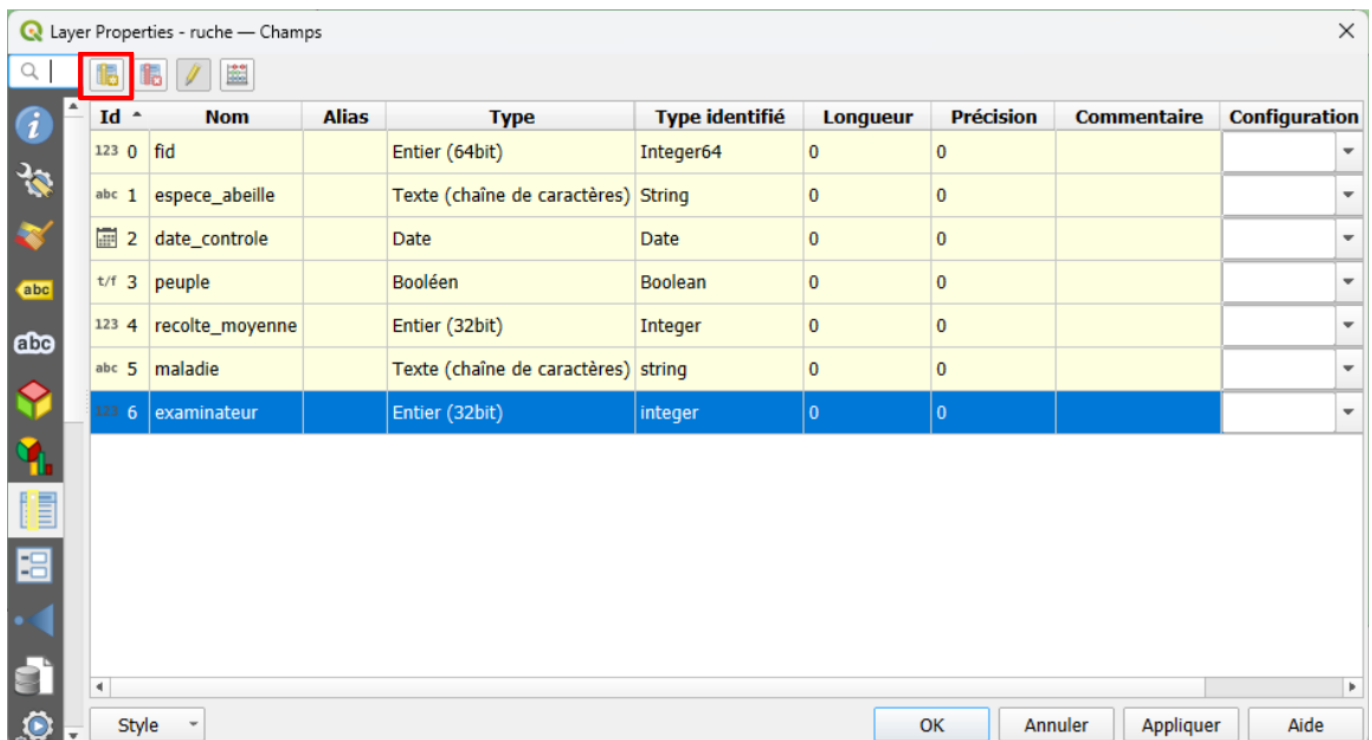 Layer Properties - ruche — Champs
Id Nom Alias Type Type identifié Longueur Précision Commentaire Configuration
123 0 fid Entier (64bit) Integer64 0 0
abc 1 espece_abeille Texte (chaîne de caractères) String 0 0
2 date_controle Date Date 0 0
t/f 3 peuple Booléen Boolean 0 0
123 4 recolte_moyenne Entier (32bit) Integer 0 0
abc 5 maladie Texte (chaîne de caractères) string 0 0
123 6 examinateur Entier (32bit) integer 0 0
abc
abc
Style OK Annuler Appliquer Aide